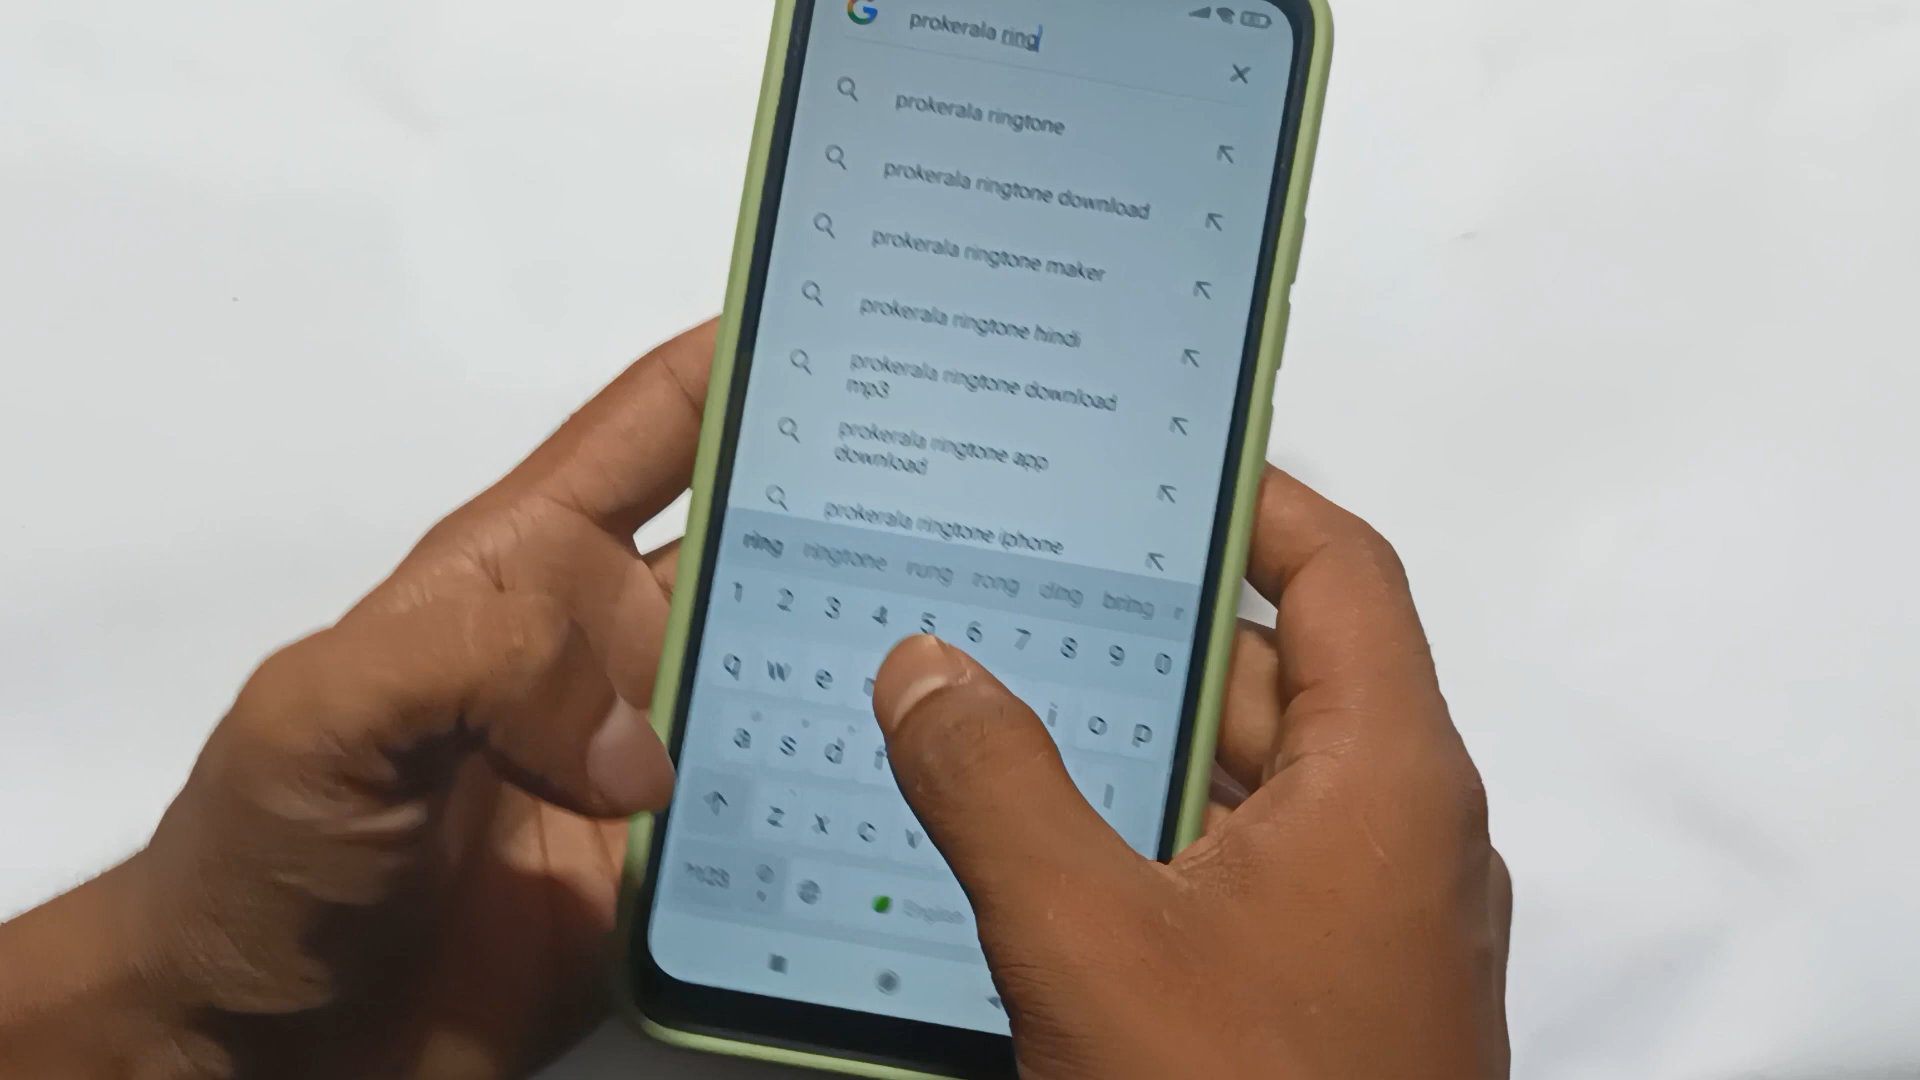 prokerala ring
prokerala ringtone
prokerala ringtone download
prokerala ringtone maker
prokerala ringtone hindi
prokerala ringtone download
mp3
prokerala ringtone app
download
prokerala ringtone iphone
ring ringtone rung rong ding bring
1 2 3 4 5 6 7 8 9 0
q w e i o p
a s d f l
z x c v
?123 @ English